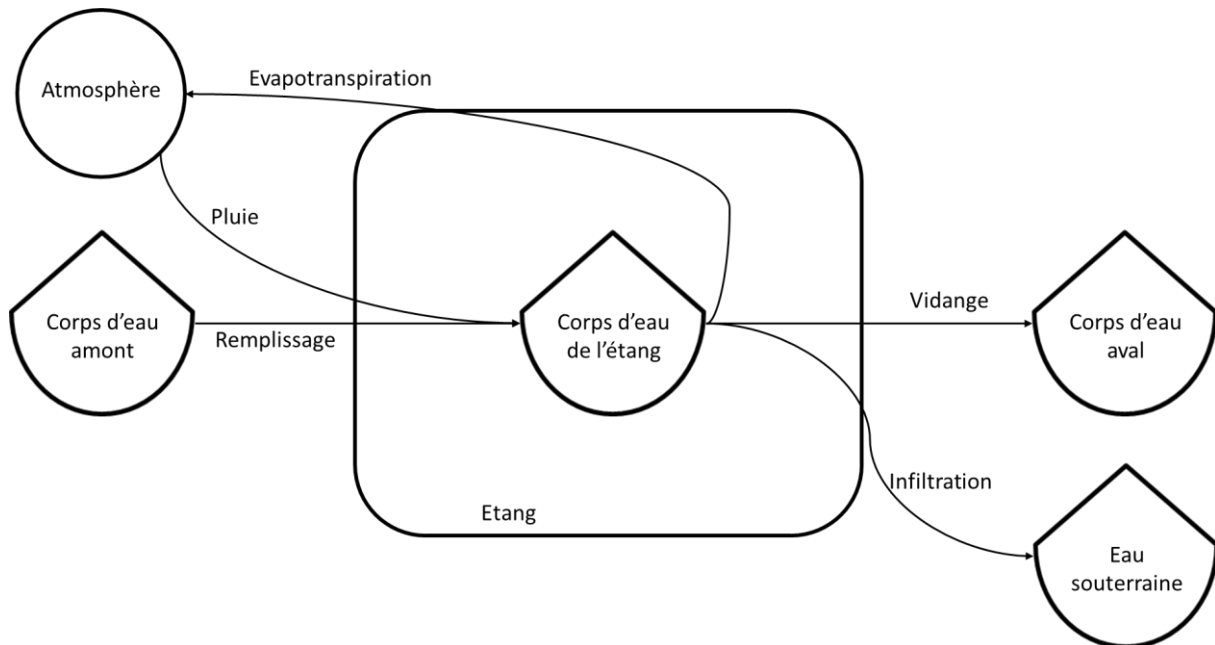 Evapotranspiration
Atmosphère
Pluie
Corps d'eau
amont
Remplissage
Corps d'eau
de l'étang
Vidange
Corps d'eau
aval
Infiltration
Etang
Eau
souterraine